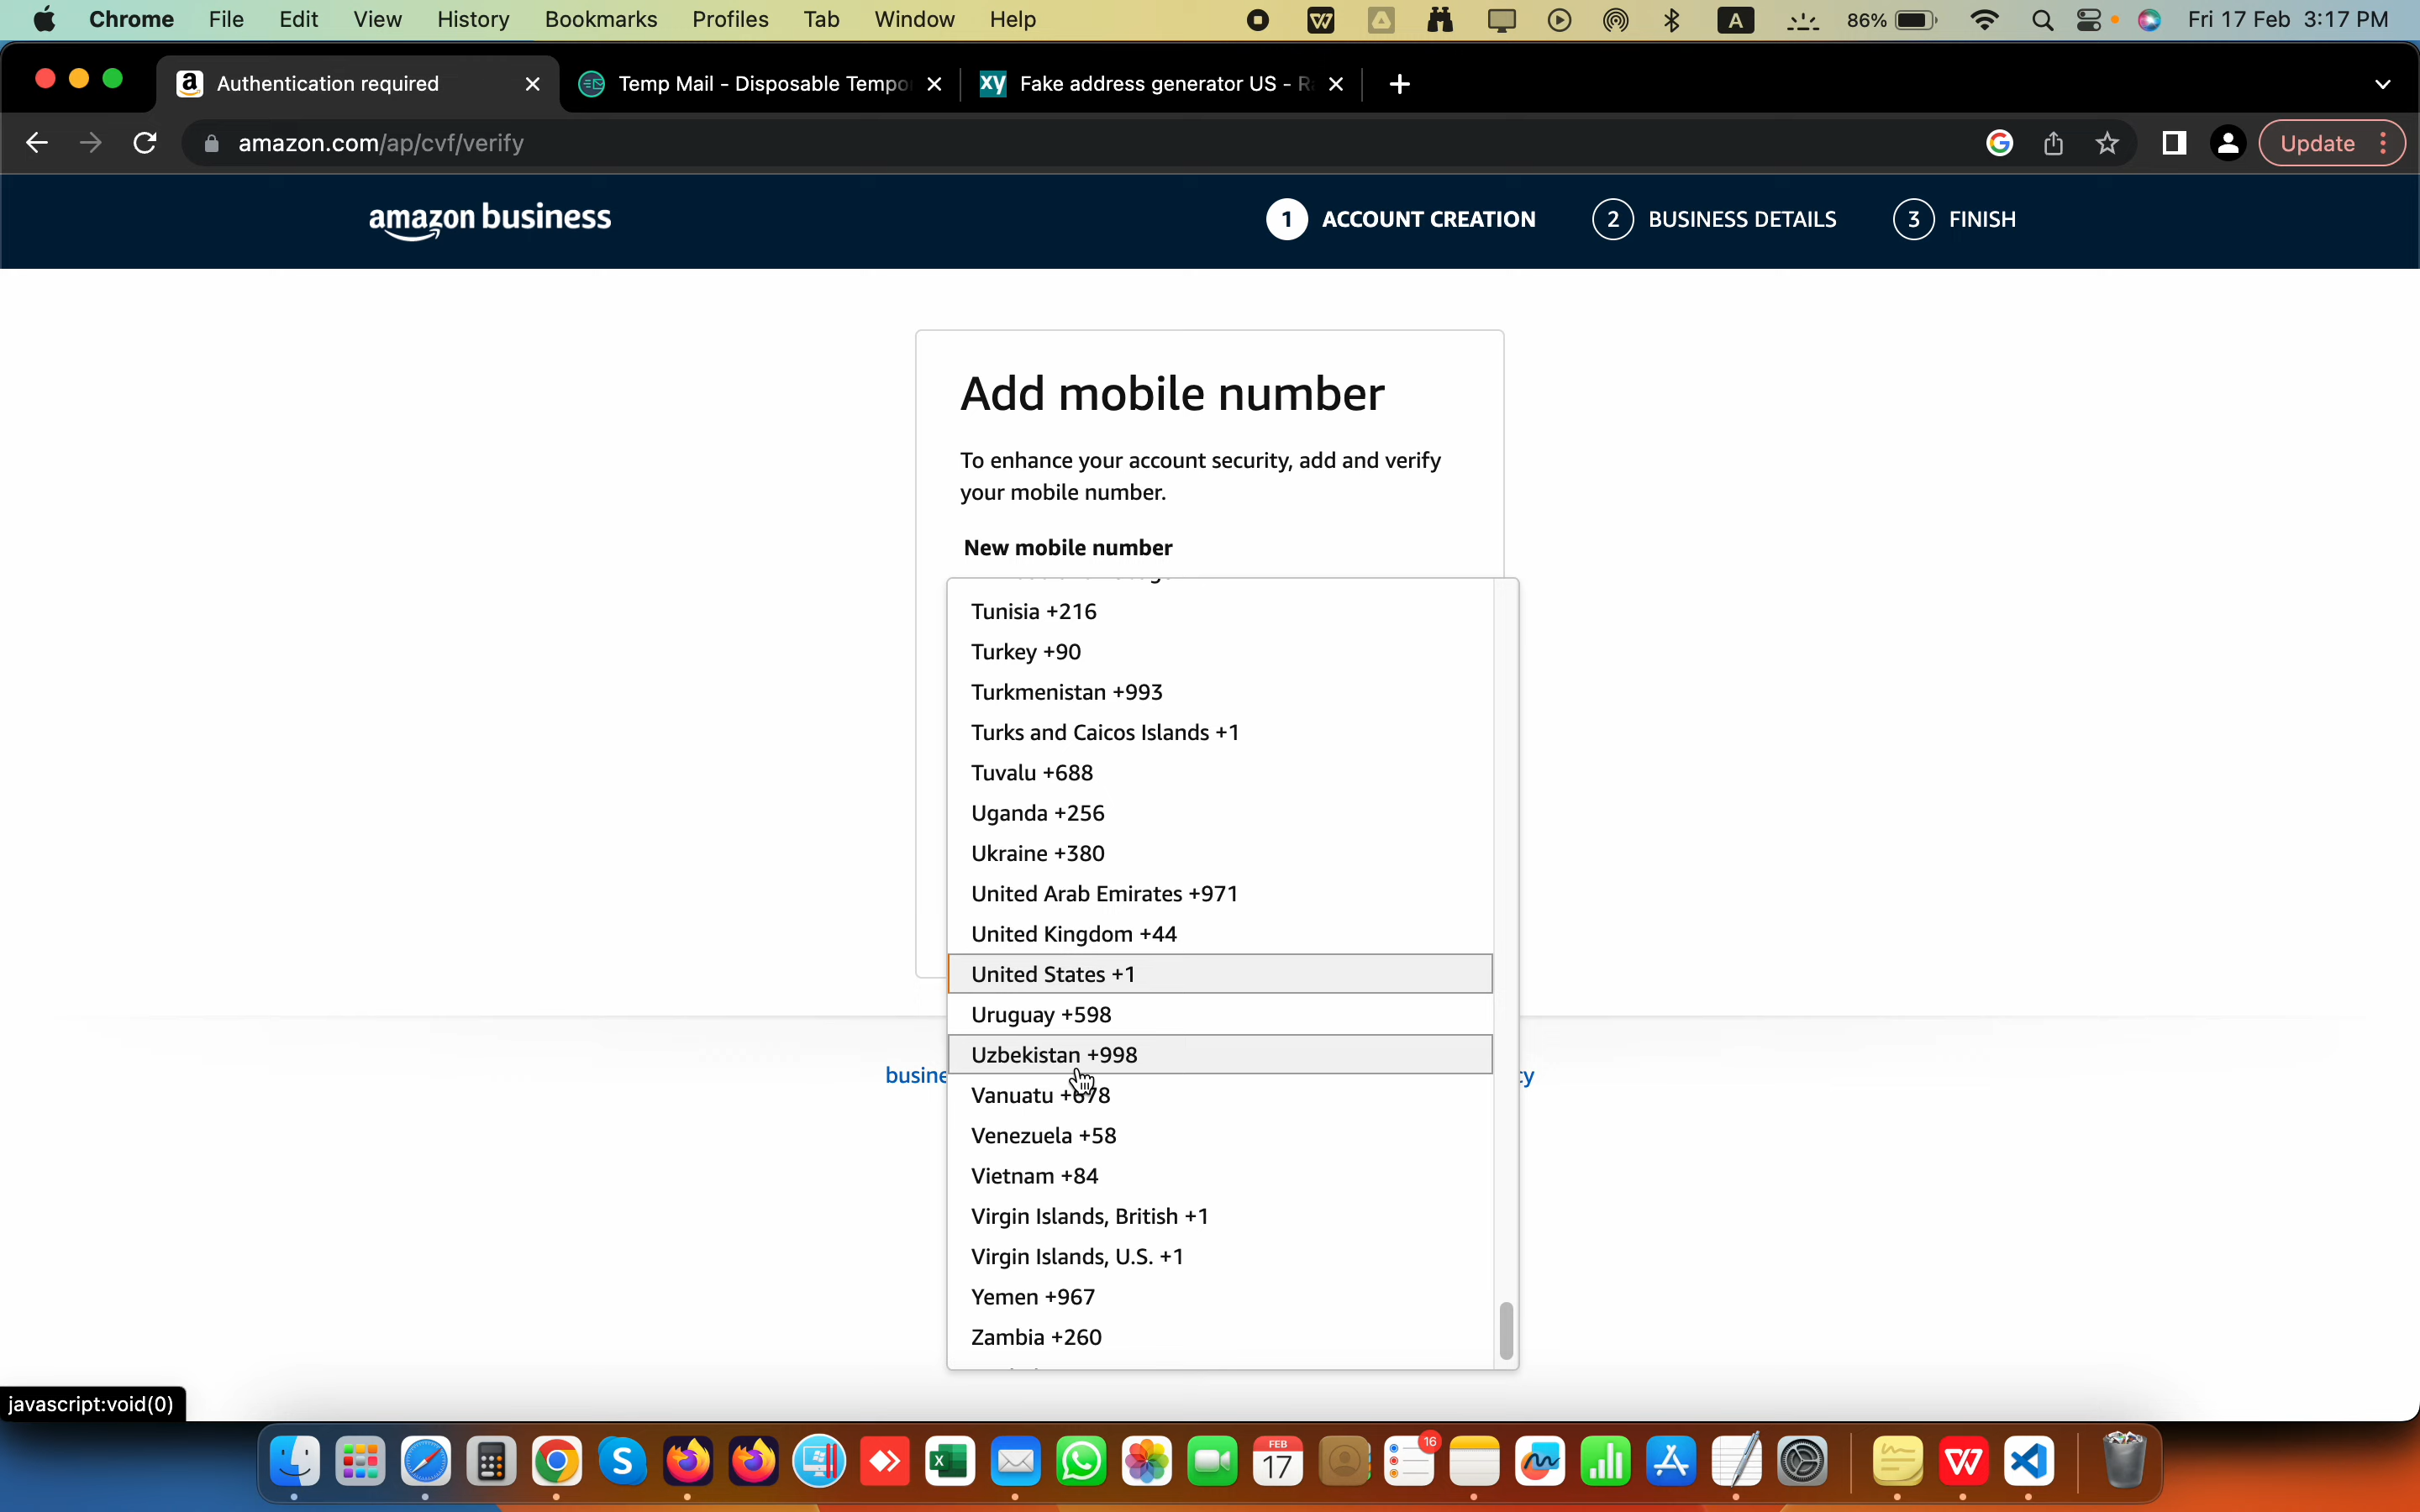 Chrome File Edit View History Bookmarks Profiles Tab Window Help A 86% Fri 17 Feb 3:17 PM
Authentication required Temp Mail - Disposable Tempo Fake address generator US - R
amazon.com/ap/cvf/verify Update
amazon business 1 ACCOUNT CREATION 2 BUSINESS DETAILS 3 FINISH
Add mobile number
To enhance your account security, add and verify
your mobile number.
New mobile number
Tunisia +216
Turkey +90
Turkmenistan +993
Turks and Caicos Islands +1
Tuvalu +688
Uganda +256
Ukraine +380
United Arab Emirates +971
United Kingdom +44
United States +1
Uruguay +598
Uzbekistan +998
Vanuatu +678
Venezuela +58
Vietnam +84
Virgin Islands, British +1
Virgin Islands, U.S. +1
Yemen +967
Zambia +260
busine
cy
javascript:void(0)
FEB
17
16